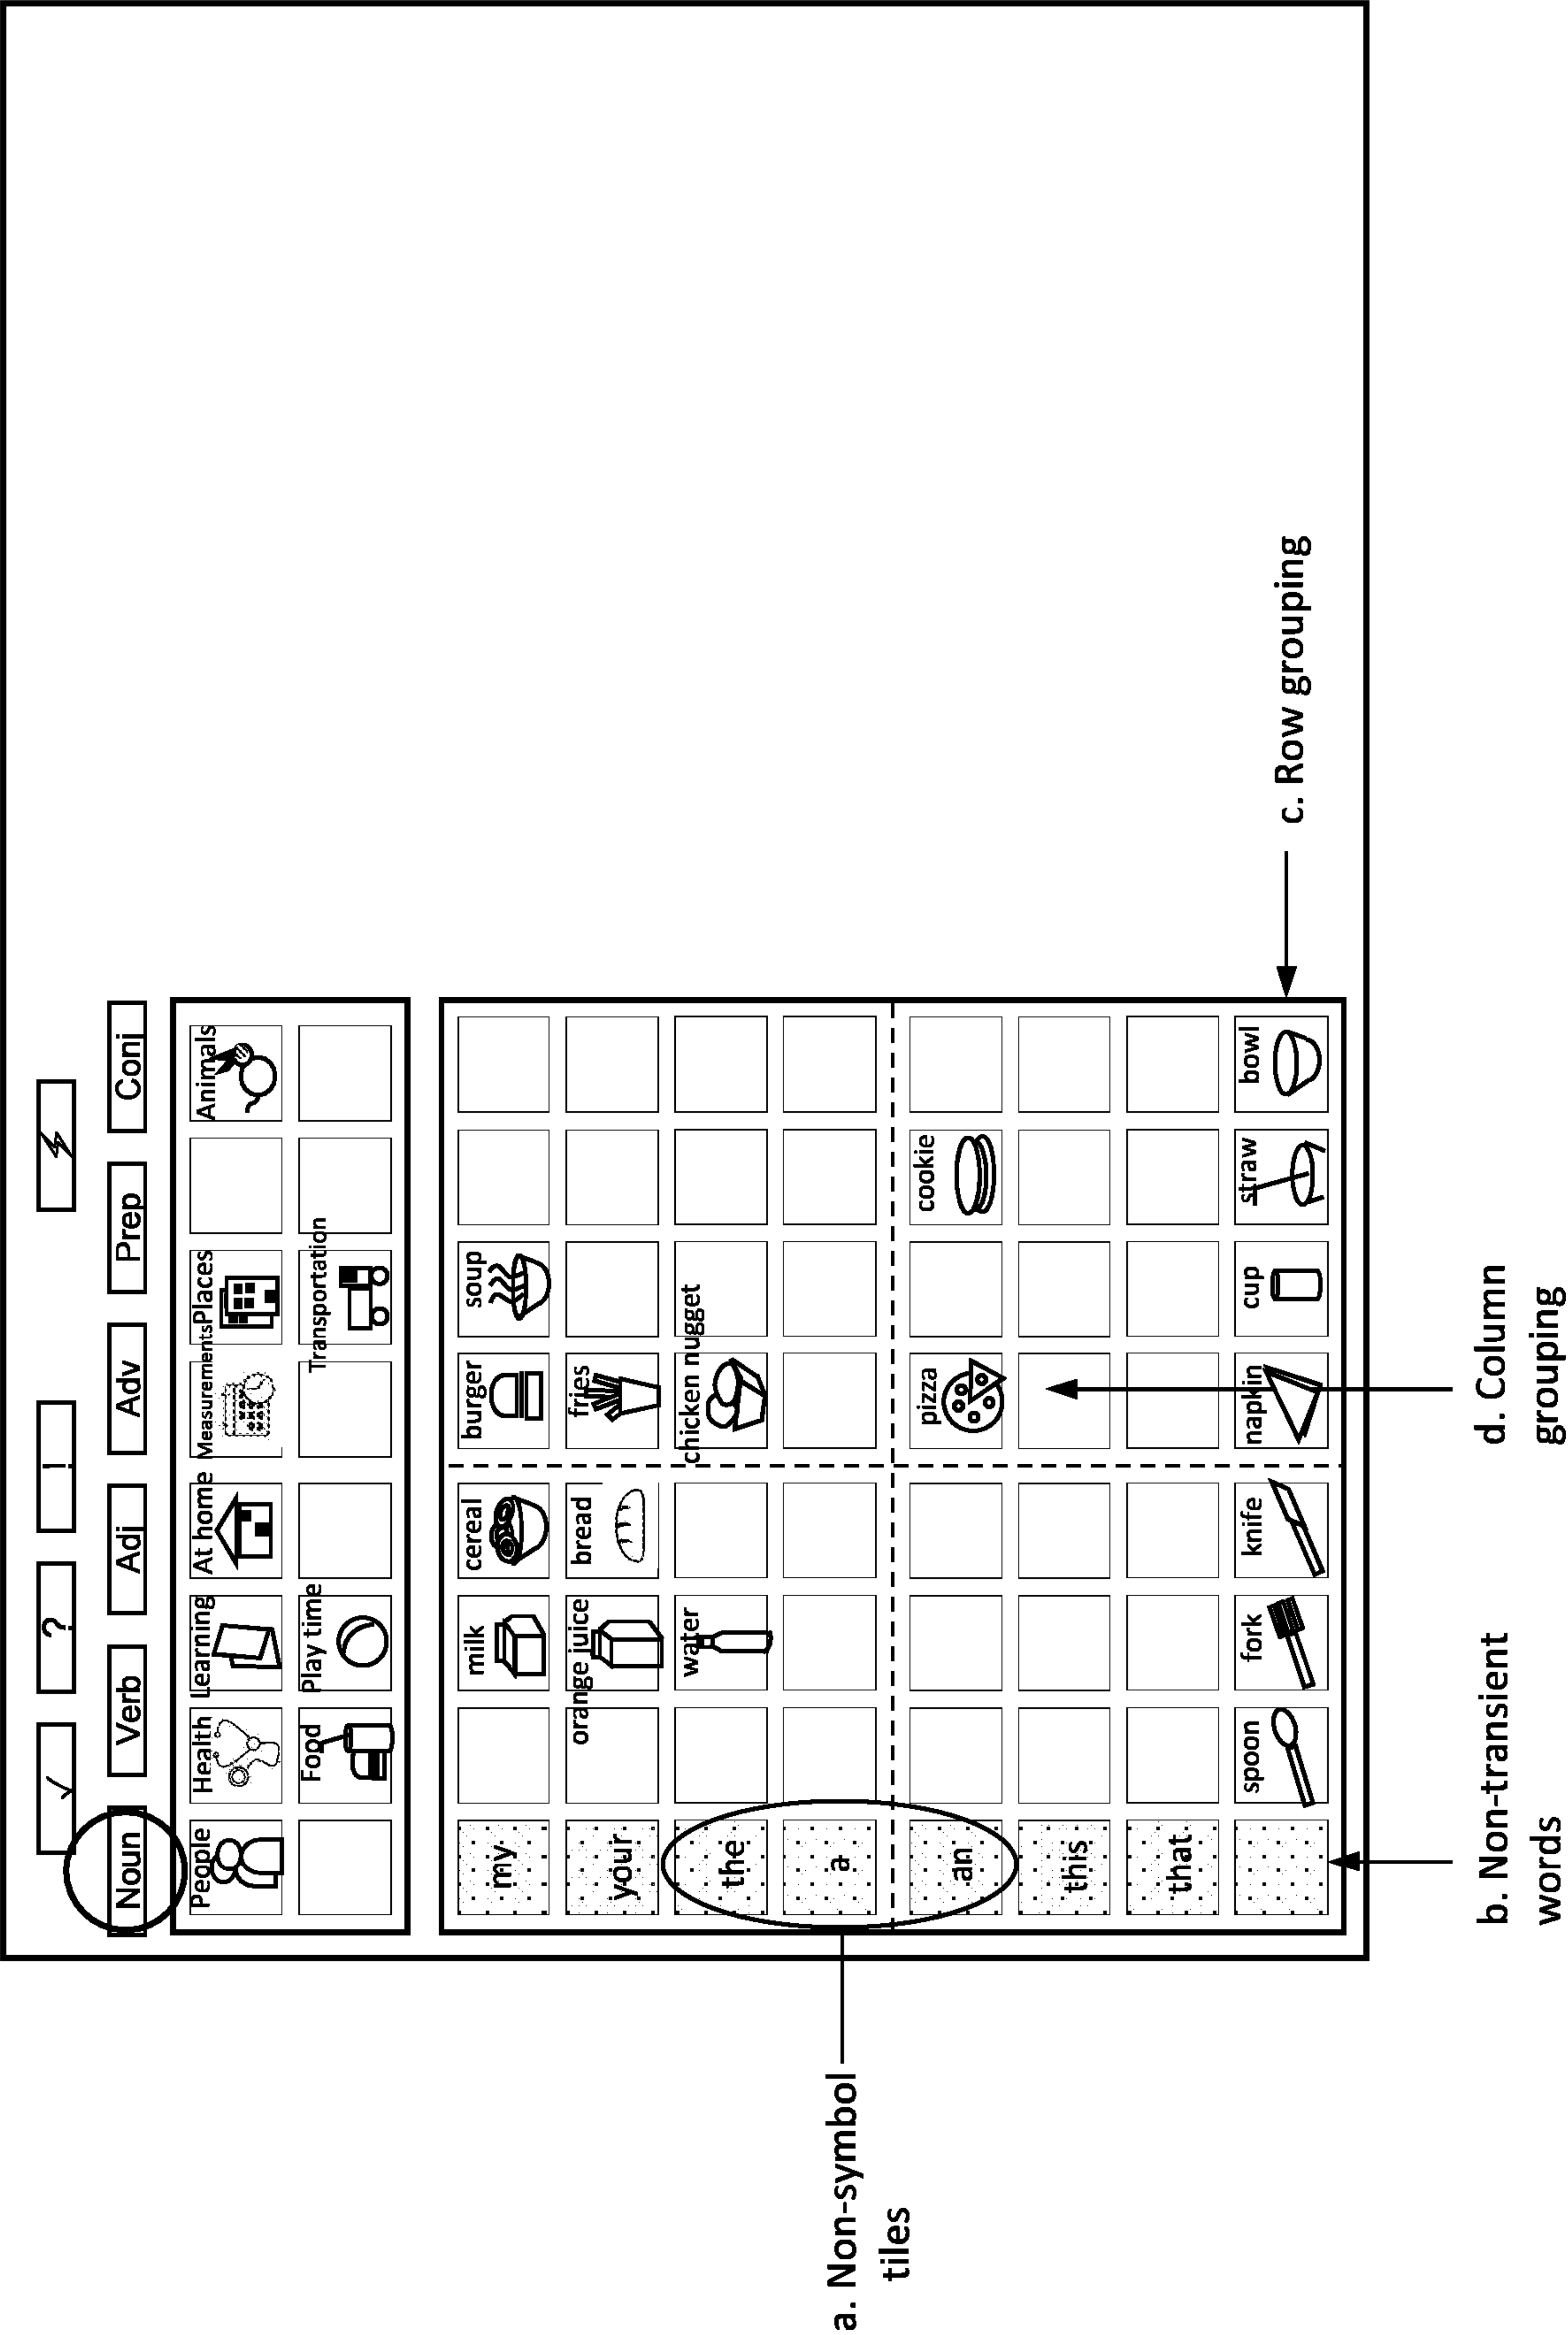 ✓ ? ! ⚡
Noun Verb Adj Adv Prep Conj
People Health Learning At home Measurements Places Animals
Food Play time Transportation
my milk cereal burger soup
your orange juice bread fries
the water chicken nugget
a
an pizza cookie
this
that
spoon fork knife napkin cup straw bowl
a. Non-symbol
tiles
b. Non-transient
words
c. Row grouping
d. Column
grouping